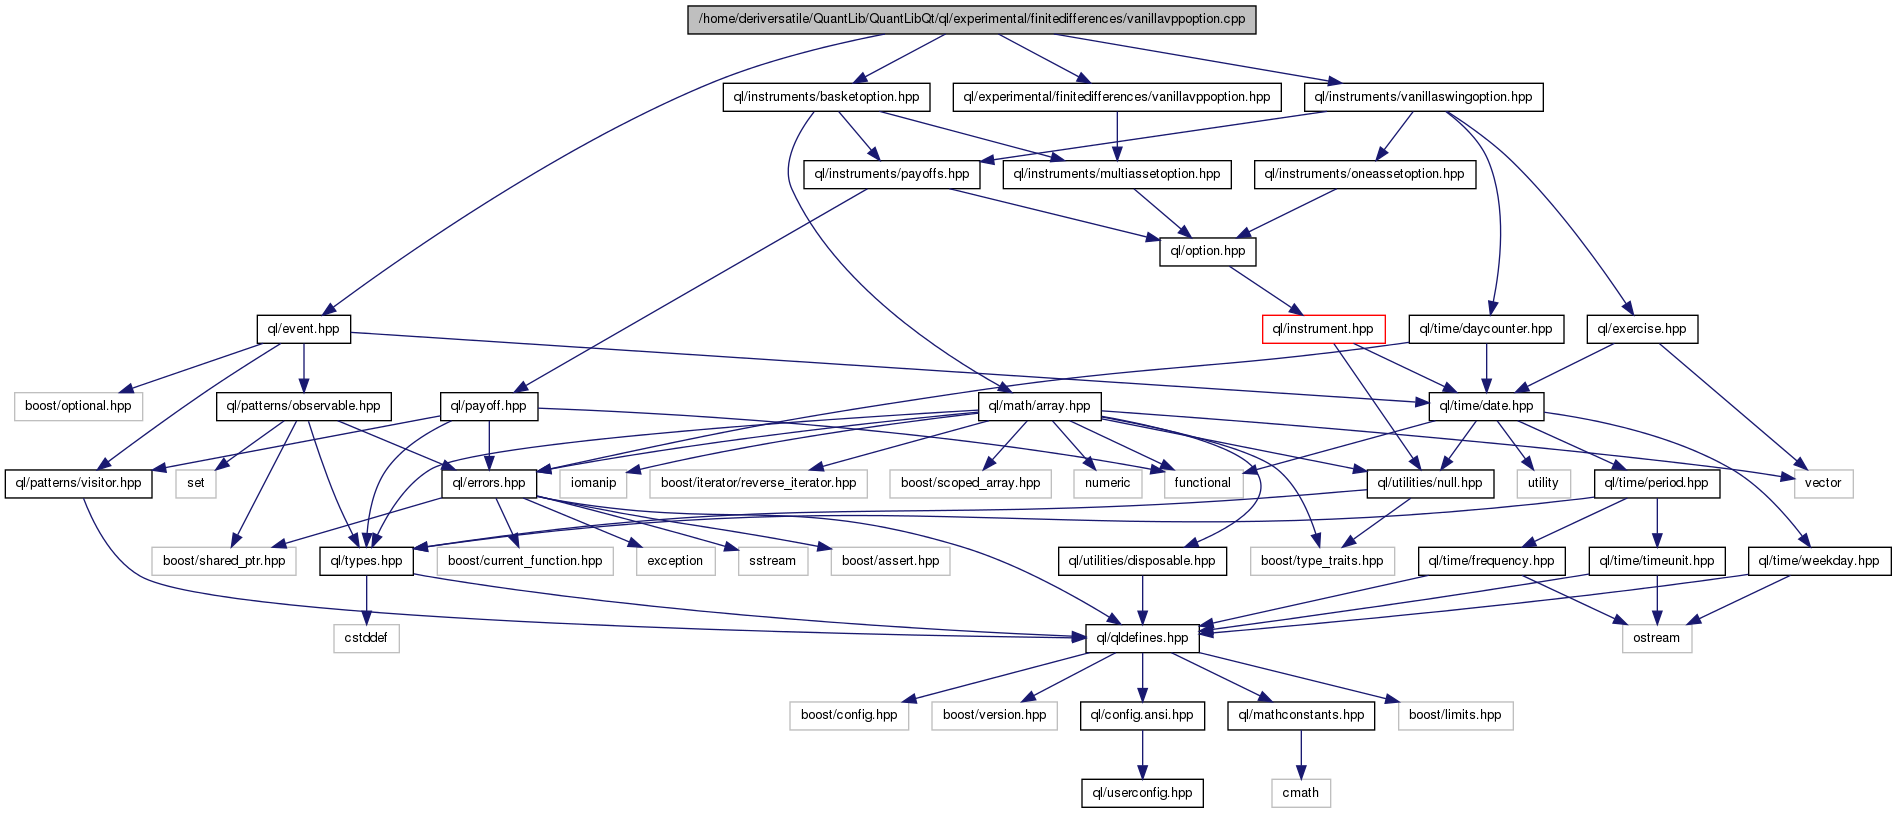 /home/deriversatile/QuantLib/QuantLibQt/ql/experimental/finitedifferences/vanillavppoption.cpp
ql/instruments/basketoption.hpp
ql/experimental/finitedifferences/vanillavppoption.hpp
ql/instruments/vanillaswingoption.hpp
ql/instruments/payoffs.hpp
ql/instruments/multiassetoption.hpp
ql/instruments/oneassetoption.hpp
ql/option.hpp
ql/event.hpp
ql/instrument.hpp
ql/time/daycounter.hpp
ql/exercise.hpp
boost/optional.hpp
ql/patterns/observable.hpp
ql/payoff.hpp
ql/math/array.hpp
ql/time/date.hpp
ql/patterns/visitor.hpp
set
ql/errors.hpp
iomanip
boost/iterator/reverse_iterator.hpp
boost/scoped_array.hpp
numeric
functional
ql/utilities/null.hpp
utility
ql/time/period.hpp
vector
boost/shared_ptr.hpp
ql/types.hpp
boost/current_function.hpp
exception
sstream
boost/assert.hpp
ql/utilities/disposable.hpp
boost/type_traits.hpp
ql/time/frequency.hpp
ql/time/timeunit.hpp
ql/time/weekday.hpp
cstddef
ql/qldefines.hpp
ostream
boost/config.hpp
boost/version.hpp
ql/config.ansi.hpp
ql/mathconstants.hpp
boost/limits.hpp
ql/userconfig.hpp
cmath